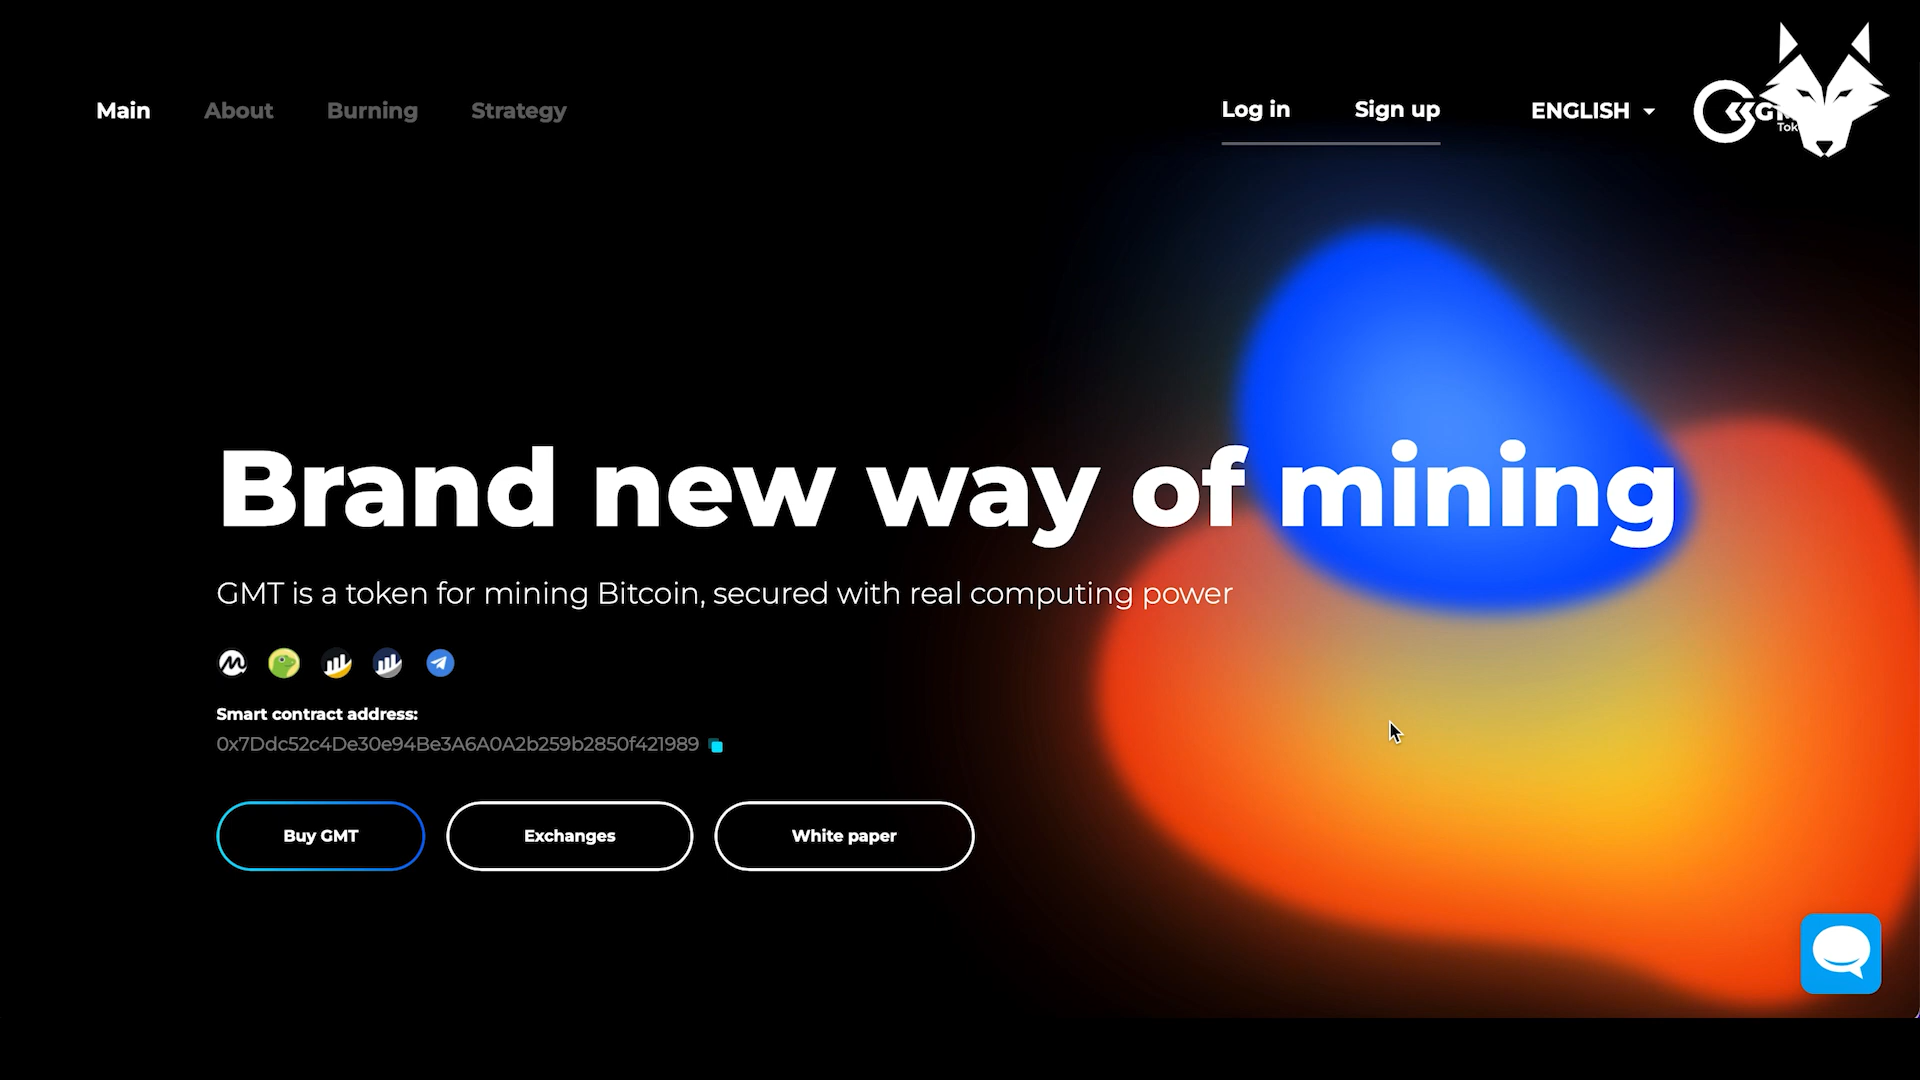 Main About Burning Strategy Log in Sign up ENGLISH
Brand new way of mining
GMT is a token for mining Bitcoin, secured with real computing power
Smart contract address:
0x7Ddc52c4De30e94Be3A6A0A2b259b2850f421989
Buy GMT Exchanges White paper